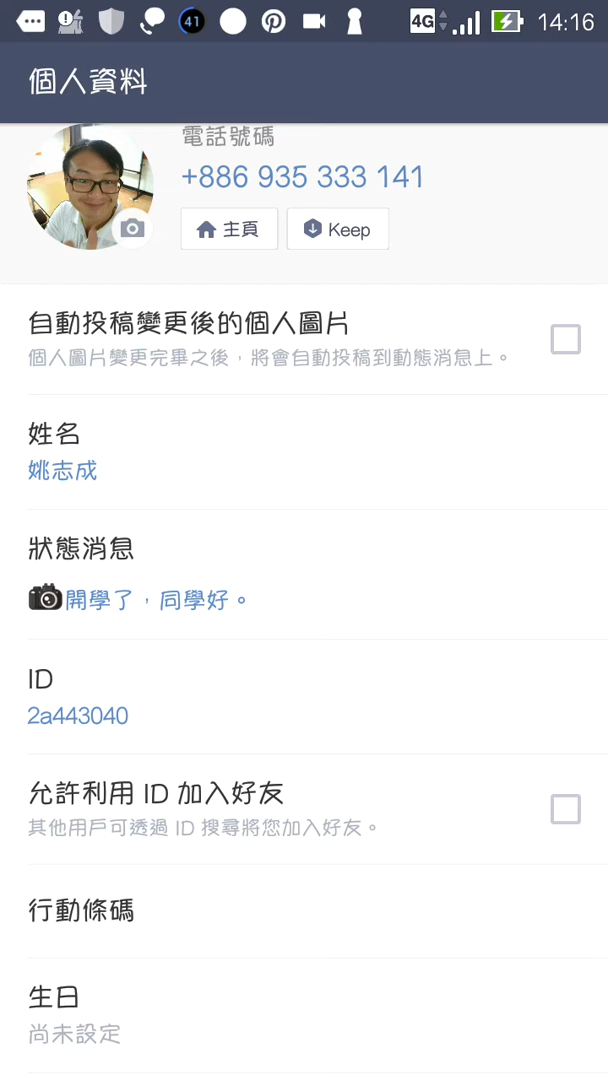 41 4G 14:16
個人資料
電話號碼
+886 935 333 141
主頁 Keep
自動投稿變更後的個人圖片
個人圖片變更完畢之後，將會自動投稿到動態消息上。
姓名
姚志成
狀態消息
開學了，同學好。
ID
2a443040
允許利用 ID 加入好友
其他用戶可透過 ID 搜尋將您加入好友。
行動條碼
生日
尚未設定